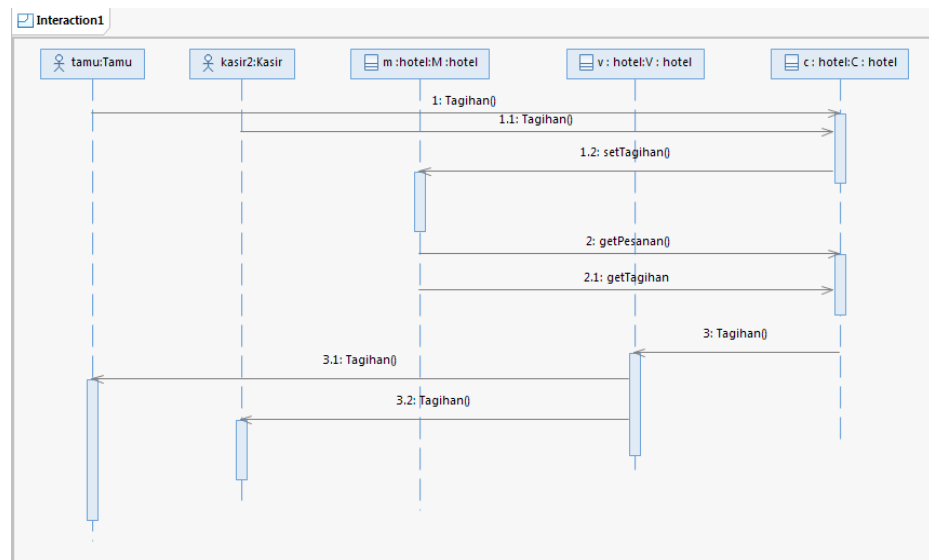 Interaction1
tamu:Tamu
kasir2:Kasir
m :hotel:M :hotel
v : hotel:V : hotel
c : hotel:C : hotel
1: Tagihan()
1.1: Tagihan()
1.2: setTagihan()
2: getPesanan()
2.1: getTagihan
3: Tagihan()
3.1: Tagihan()
3.2: Tagihan()